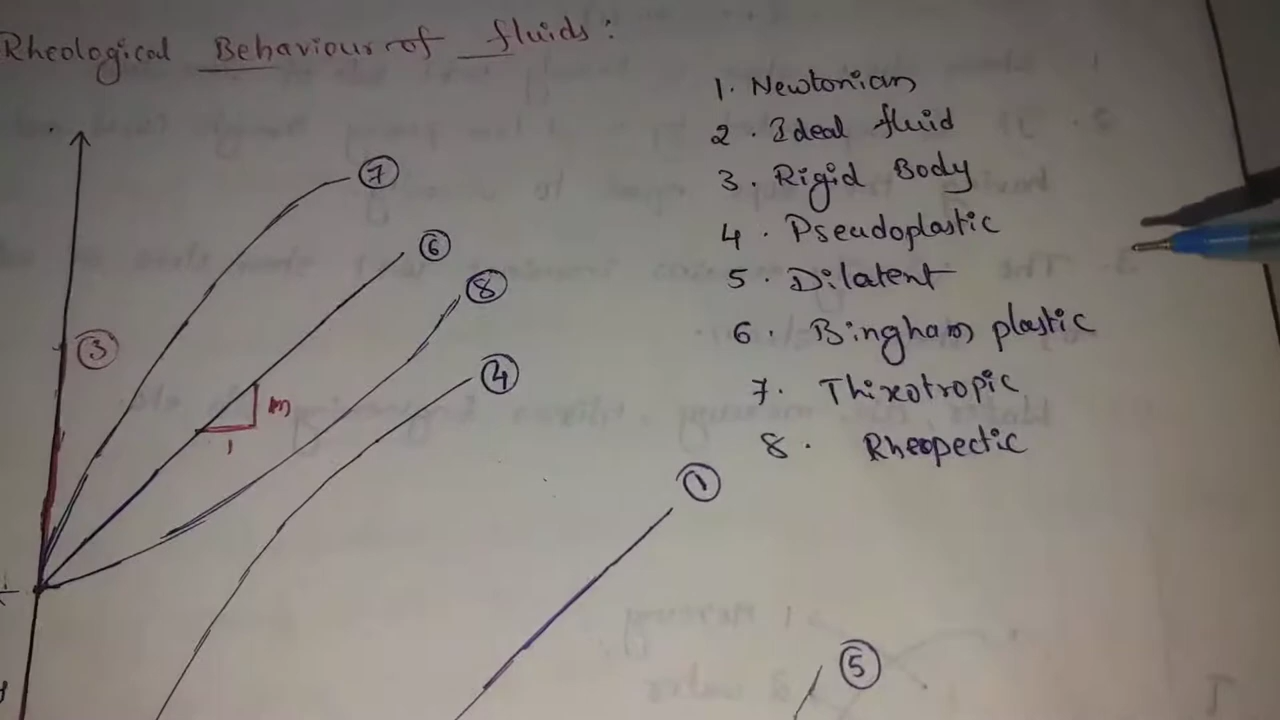 Rheological Behaviour of fluids:
1. Newtonian
2. Ideal fluid
3. Rigid Body
4. Pseudoplastic
5. Dilatent
6. Bingham plastic
7. Thixotropic
8. Rheopectic
7
6
8
3
4
m
1
1
5